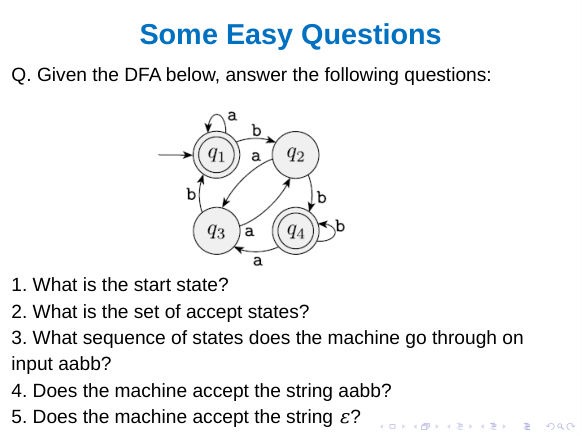 Some Easy Questions
Q. Given the DFA below, answer the following questions:
a
b
q1
a
q2
b
b
q3
a
q4
b
a
1. What is the start state?
2. What is the set of accept states?
3. What sequence of states does the machine go through on
input aabb?
4. Does the machine accept the string aabb?
5. Does the machine accept the string ε?